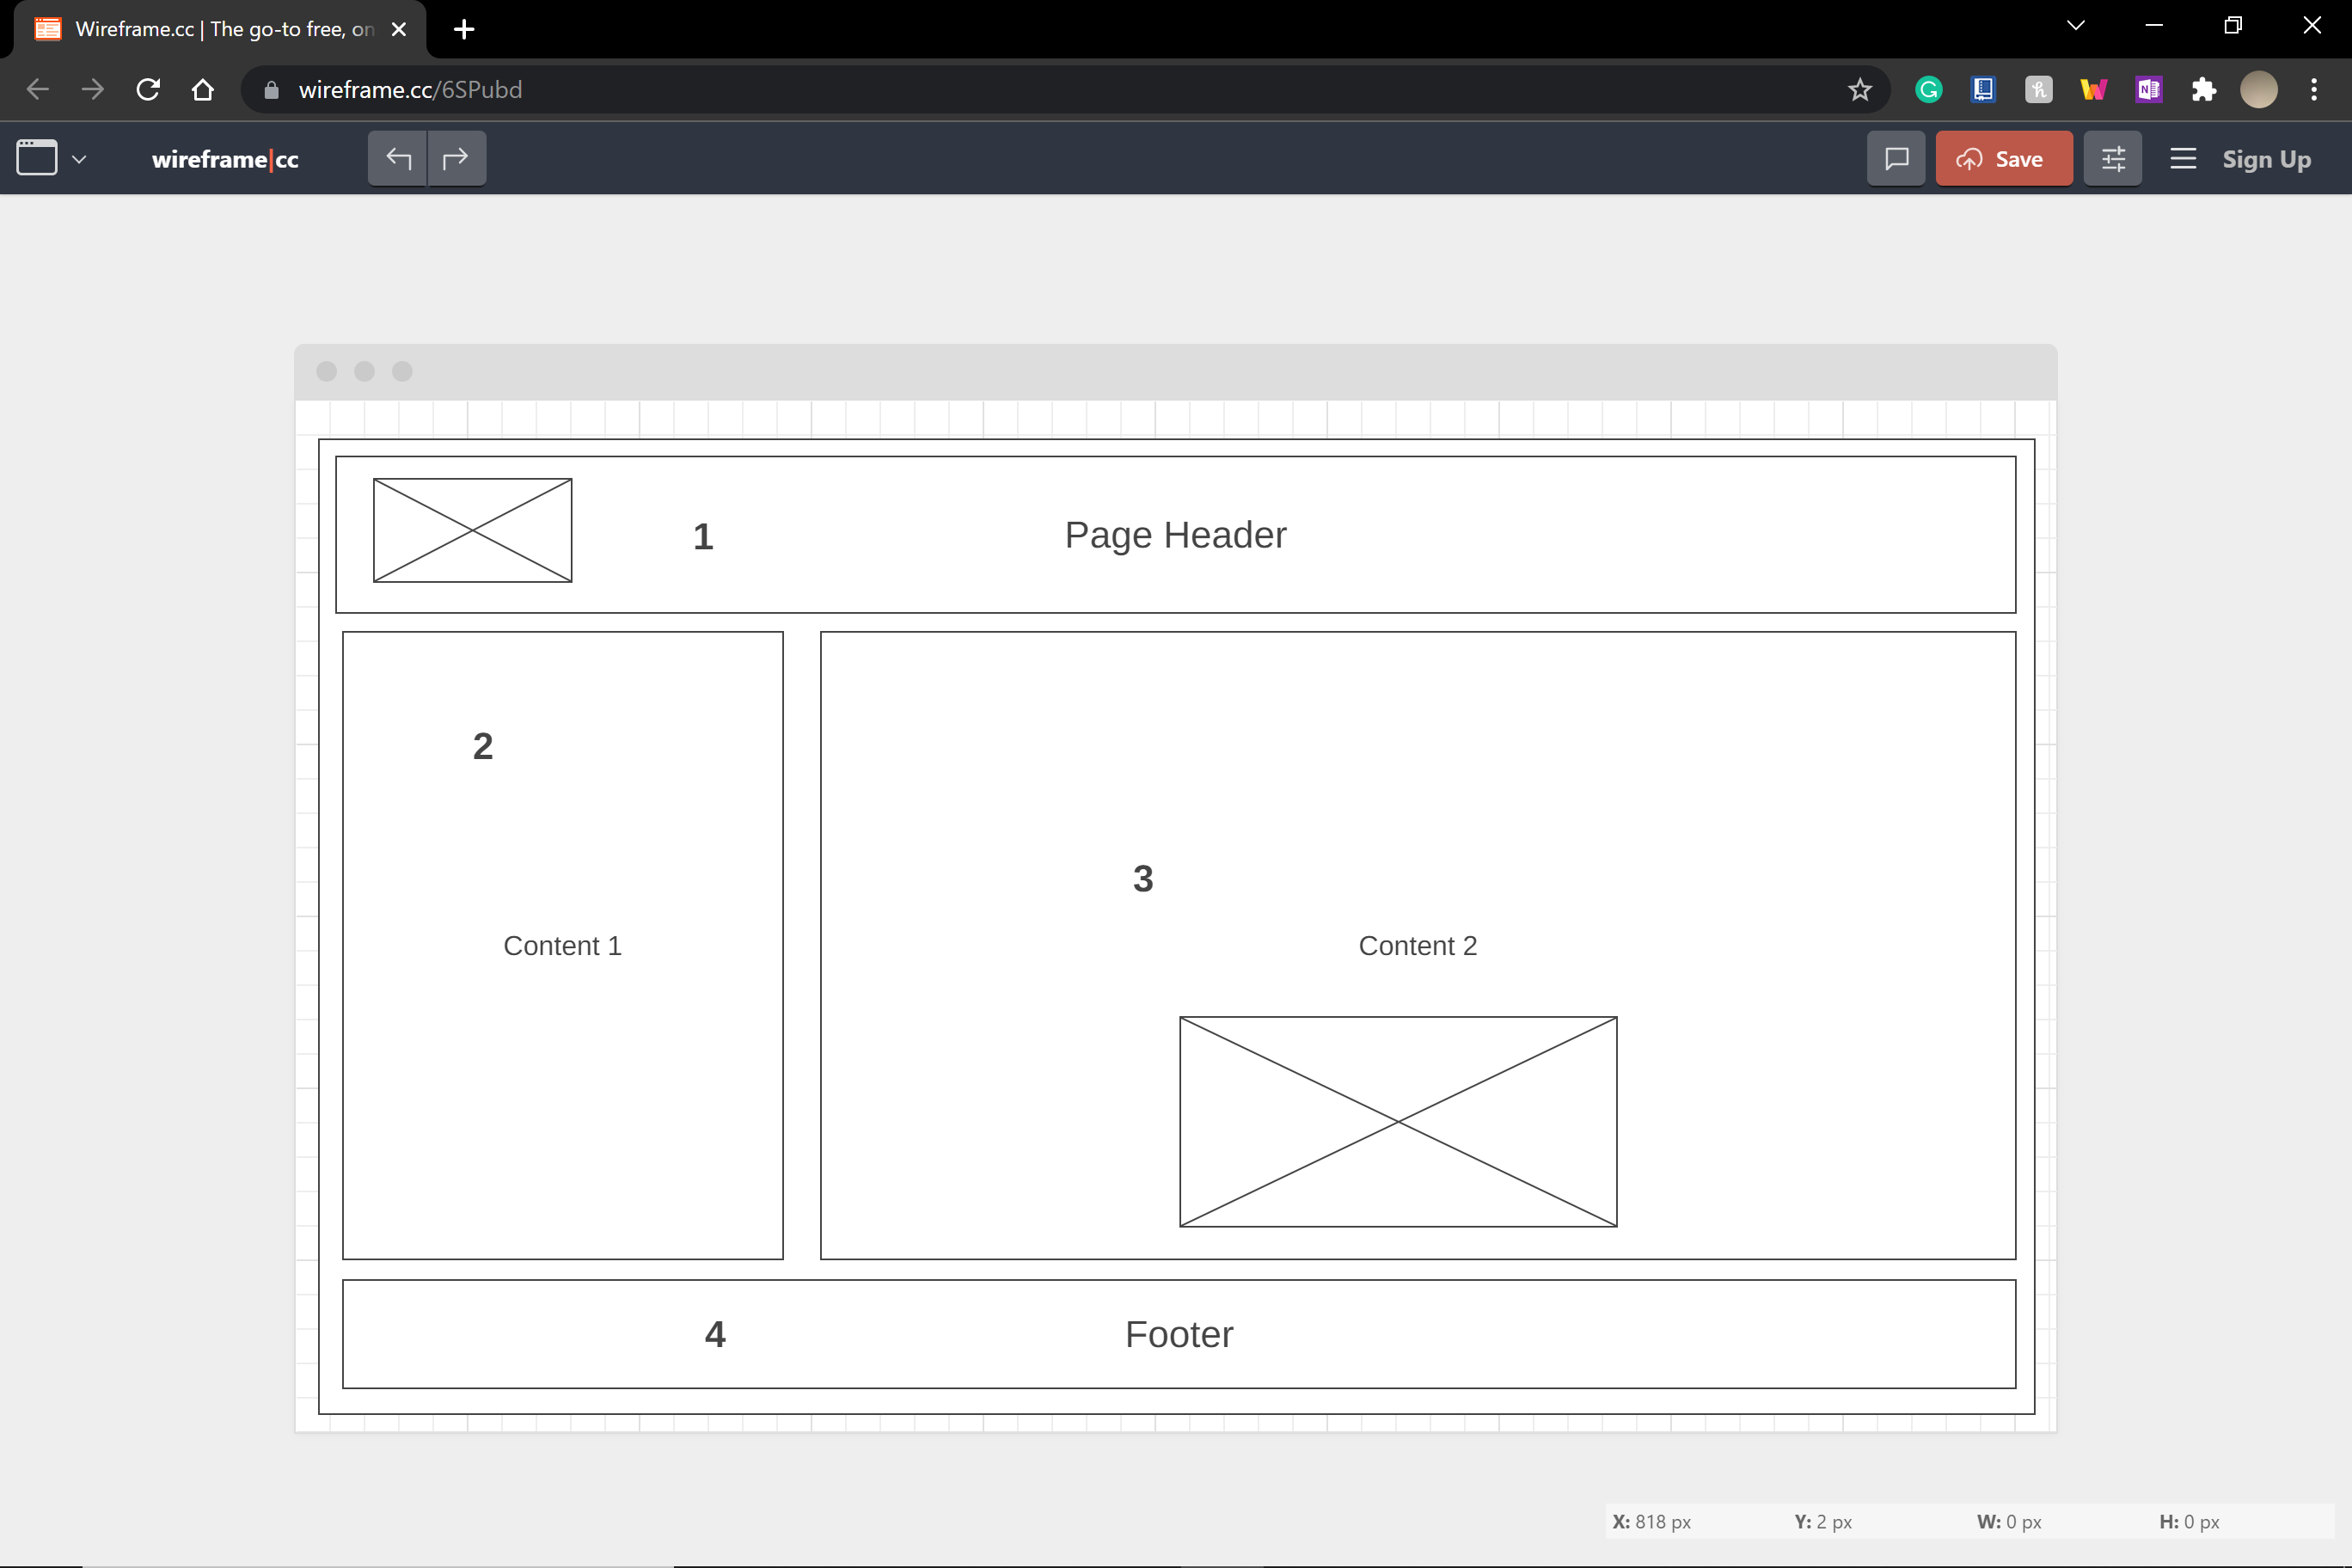 Wireframe.cc | The go-to free, on
wireframe.cc/6SPubd
wireframe|cc
Save
Sign Up
1
Page Header
2
3
Content 1
Content 2
4
Footer
X: 818 px
Y: 2 px
W: 0 px
H: 0 px